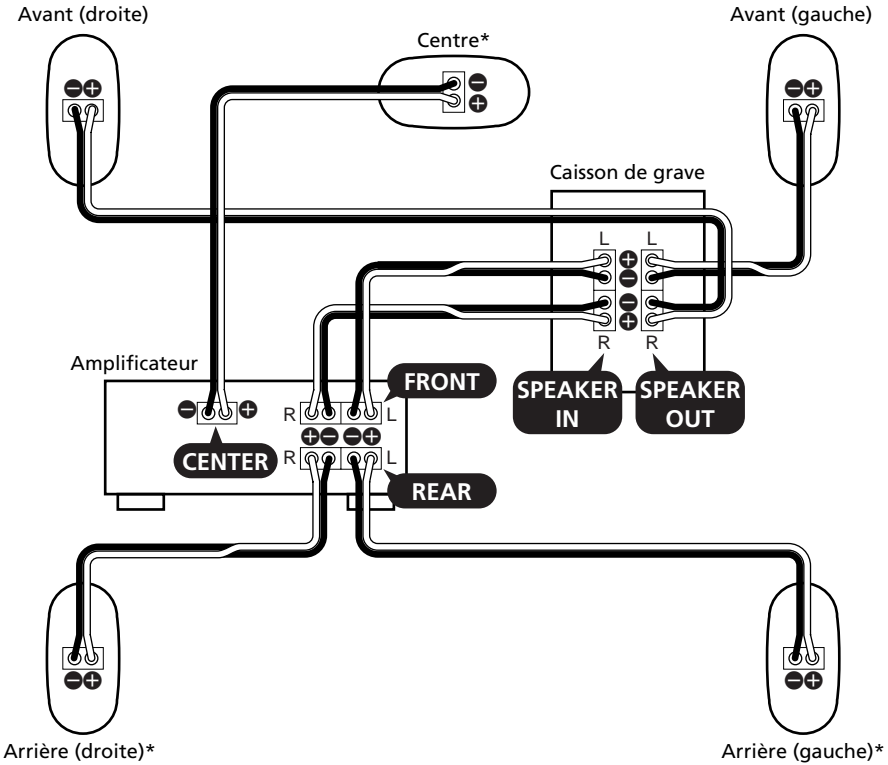 Avant (droite)
Avant (gauche)
Centre*
Caisson de grave
L
L
R
R
SPEAKER
IN
SPEAKER
OUT
Amplificateur
FRONT
R
L
CENTER
R
L
REAR
Arrière (droite)*
Arrière (gauche)*